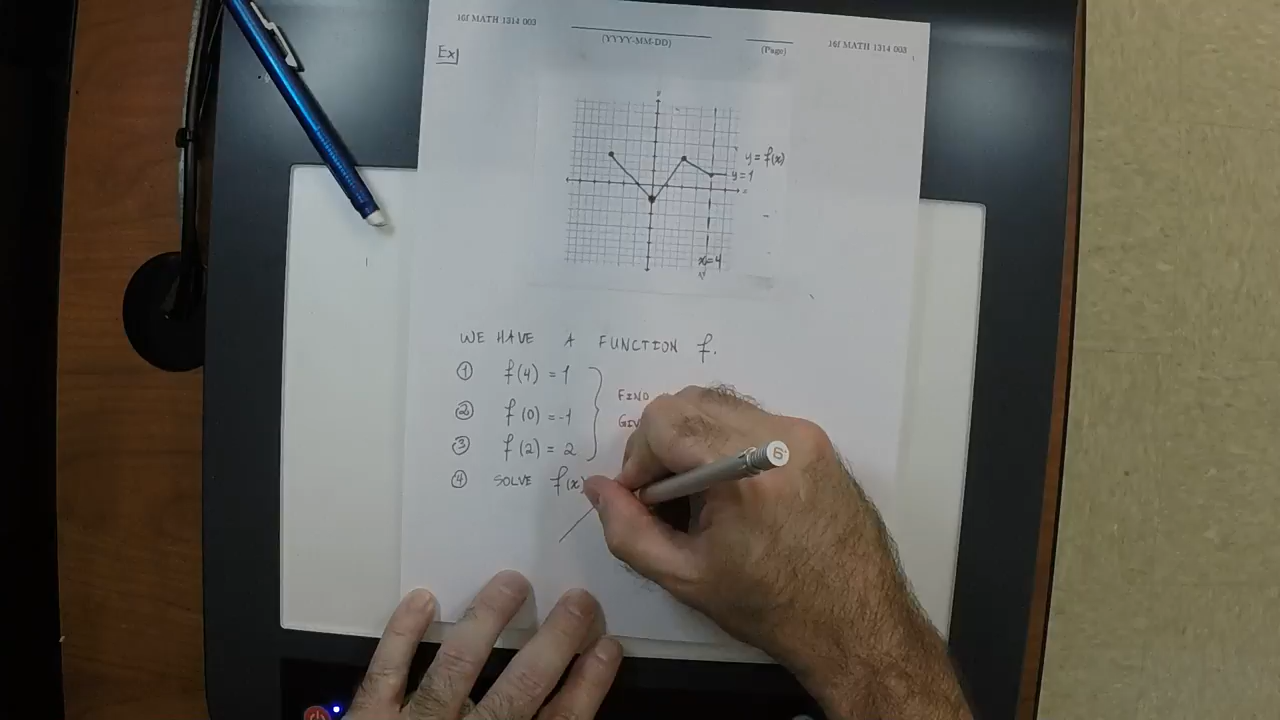 16f MATH 1314 003
(YYYY-MM-DD)
(Page)
16f MATH 1314 003
Ex
y = f(x)
y = 1
x=4
WE HAVE A FUNCTION f.
① f(4) = 1
② f(0) = -1
③ f(2) = 2
FIND
④ SOLVE f(x)